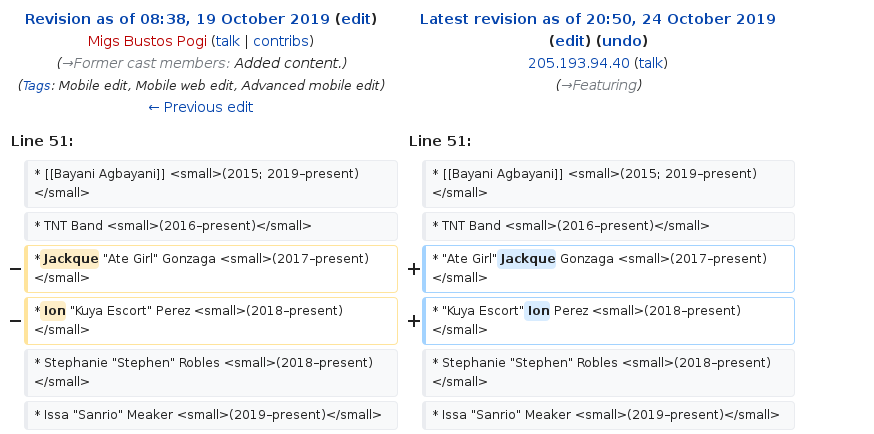 Revision as of 08:38, 19 October 2019 (edit)
Migs Bustos Pogi (talk | contribs)
(→Former cast members: Added content.)
(Tags: Mobile edit, Mobile web edit, Advanced mobile edit)
← Previous edit
Latest revision as of 20:50, 24 October 2019
(edit) (undo)
205.193.94.40 (talk)
(→Featuring)
Line 51:
Line 51:
* [[Bayani Agbayani]] <small>(2015; 2019–present)
</small>
* [[Bayani Agbayani]] <small>(2015; 2019–present)
</small>
* TNT Band <small>(2016–present)</small>
* TNT Band <small>(2016–present)</small>
− * Jackque "Ate Girl" Gonzaga <small>(2017–present)
</small>
+ * "Ate Girl" Jackque Gonzaga <small>(2017–present)
</small>
− * Ion "Kuya Escort" Perez <small>(2018–present)
</small>
+ * "Kuya Escort" Ion Perez <small>(2018–present)
</small>
* Stephanie "Stephen" Robles <small>(2018–present)
</small>
* Stephanie "Stephen" Robles <small>(2018–present)
</small>
* Issa "Sanrio" Meaker <small>(2019–present)</small>
* Issa "Sanrio" Meaker <small>(2019–present)</small>